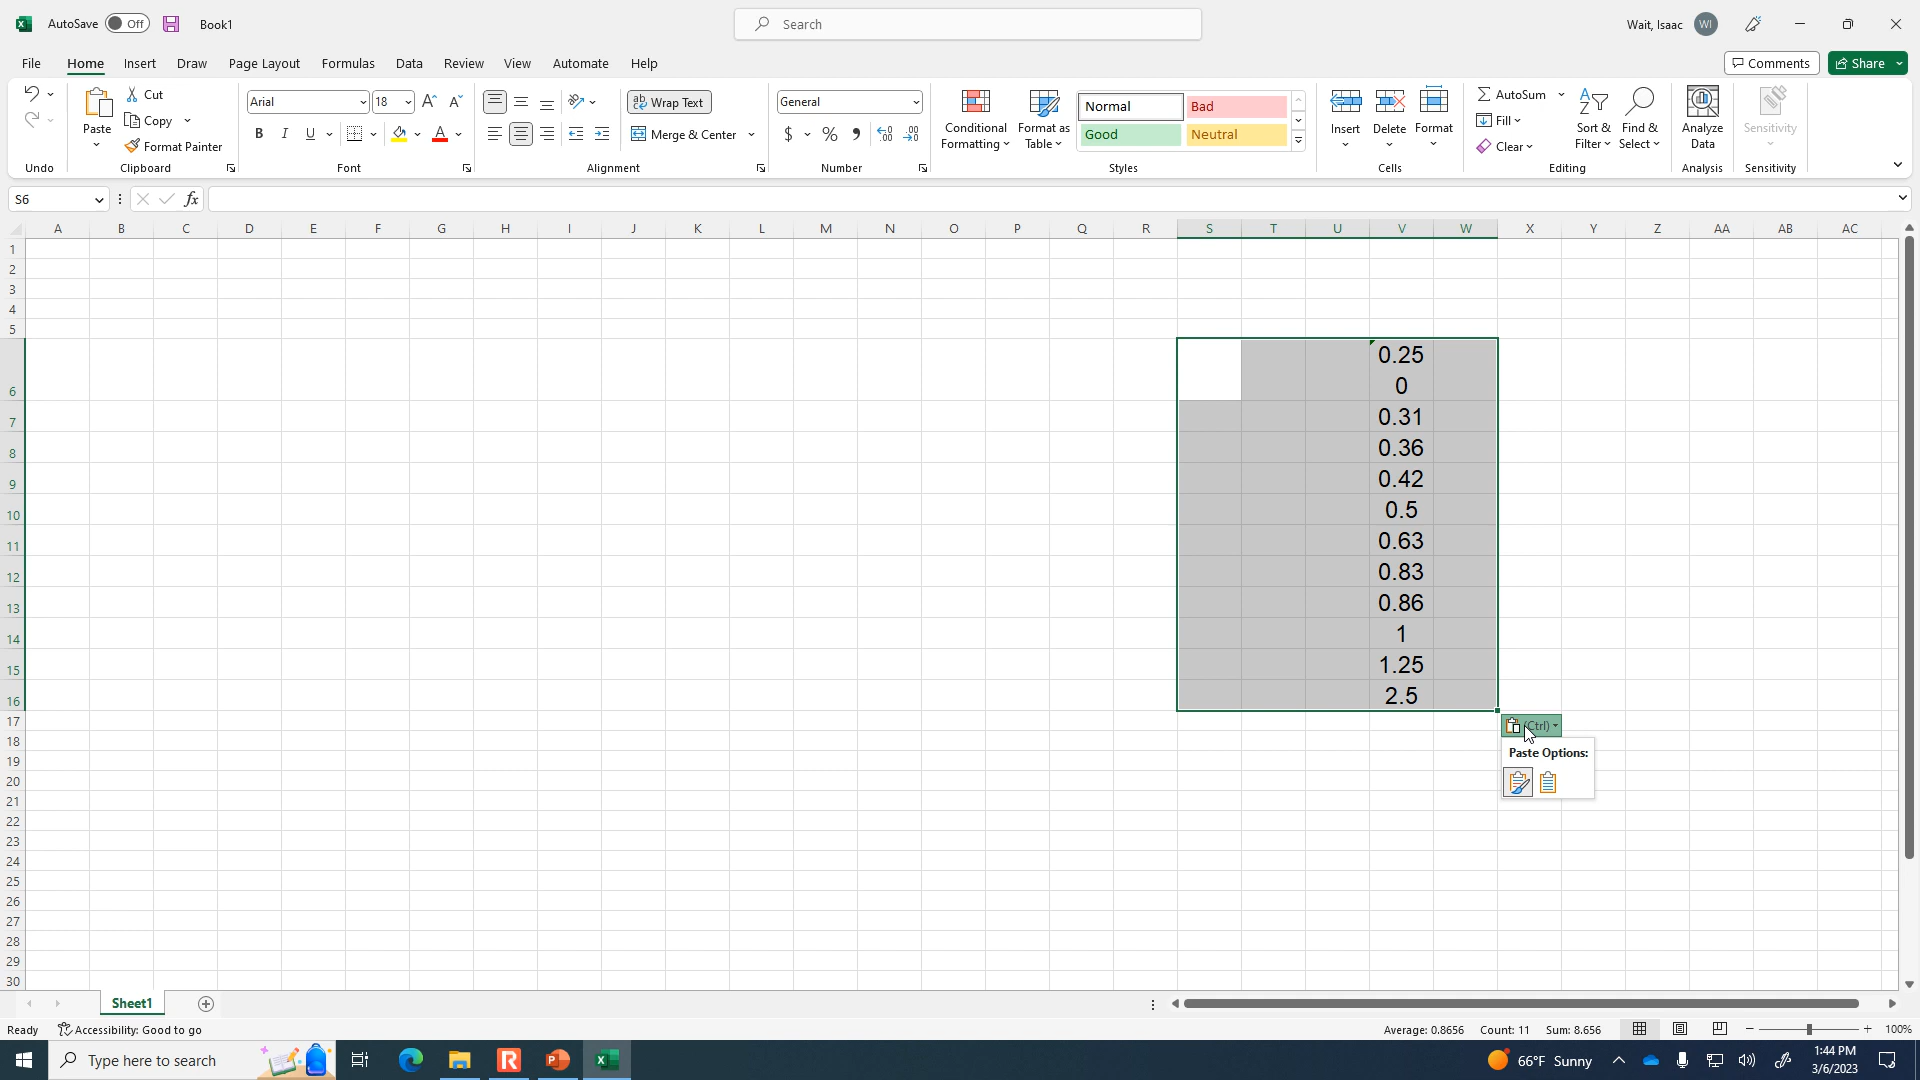 AutoSave Off Book1 Search Wait, Isaac WI
File Home Insert Draw Page Layout Formulas Data Review View Automate Help Comments Share
Paste Cut Copy Format Painter
Arial 18 Wrap Text Merge & Center
B I U A
General $ % 9
Conditional Formatting Format as Table
Normal Bad
Good Neutral
Insert Delete Format
AutoSum Fill Clear
Sort & Filter Find & Select
Analyze Data Sensitivity
Undo Clipboard Font Alignment Number Styles Cells Editing Analysis Sensitivity
S6 fx
A B C D E F G H I J K L M N O P Q R S T U V W X Y Z AA AB AC
1
2
3
4
5
0.25
6 0
7 0.31
8 0.36
9 0.42
10 0.5
11 0.63
12 0.83
13 0.86
14 1
15 1.25
16 2.5
17 (Ctrl)
18 Paste Options:
19
20
21
22
23
24
25
26
27
28
29
30
Sheet1
Ready Accessibility: Good to go Average: 0.8656 Count: 11 Sum: 8.656 100%
Type here to search 66°F Sunny 1:44 PM
3/6/2023